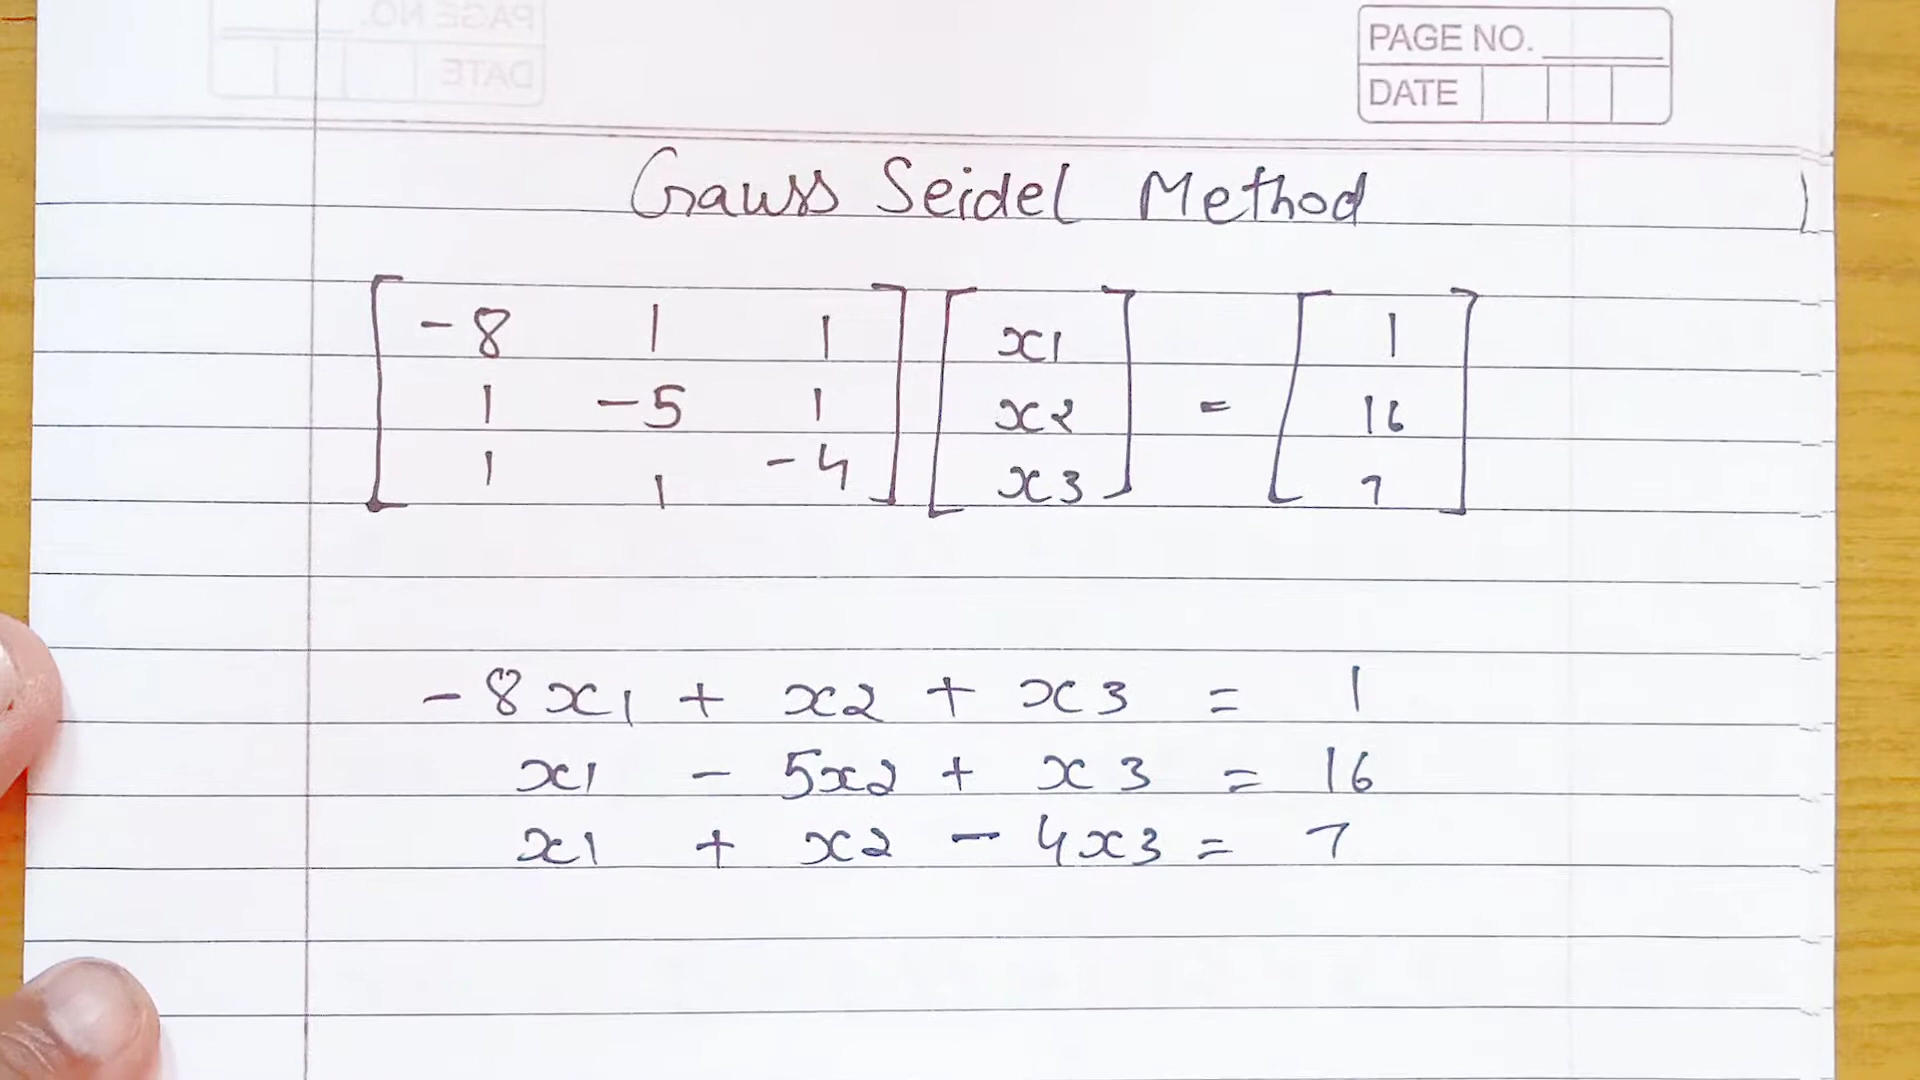 PAGE NO.
DATE
Gauss Seidel Method
-8 1 1 x1 1
1 -5 1 x2 = 16
1 1 -4 x3 7
-8x1 + x2 + x3 = 1
x1 - 5x2 + x3 = 16
x1 + x2 - 4x3 = 7